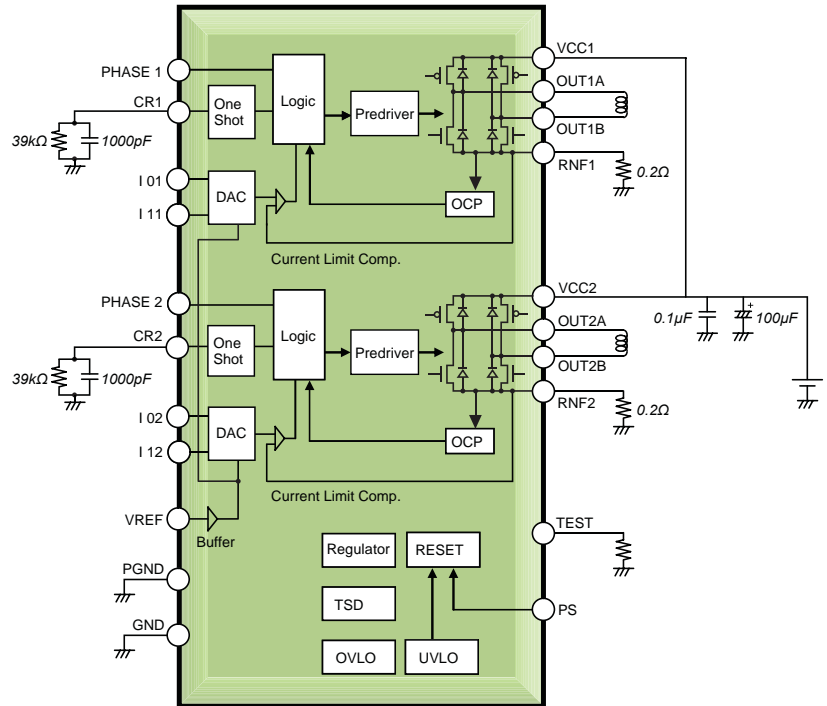 VCC1
PHASE 1
OUT1A
CR1
One
Shot
Logic
Predriver
39kΩ
1000pF
OUT1B
RNF1
0.2Ω
I 01
DAC
OCP
I 11
Current Limit Comp.
PHASE 2
VCC2
Logic
0.1µF
+
100µF
OUT2A
CR2
One
Shot
Predriver
39kΩ
1000pF
OUT2B
RNF2
0.2Ω
I 02
DAC
OCP
I 12
Current Limit Comp.
VREF
Buffer
TEST
Regulator
RESET
PGND
TSD
PS
GND
OVLO
UVLO